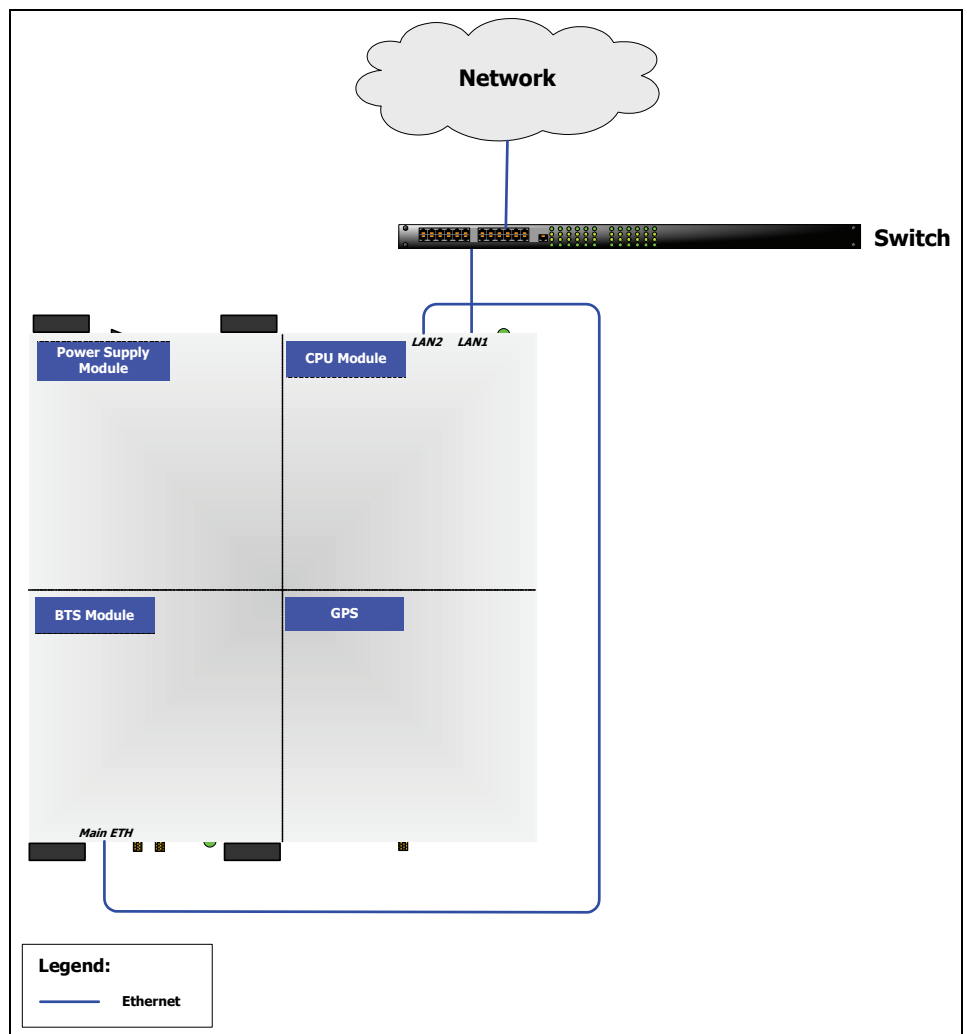 Network
Switch
LAN2 LAN1
Power Supply
Module
CPU Module
BTS Module
GPS
Main ETH
Legend:
Ethernet